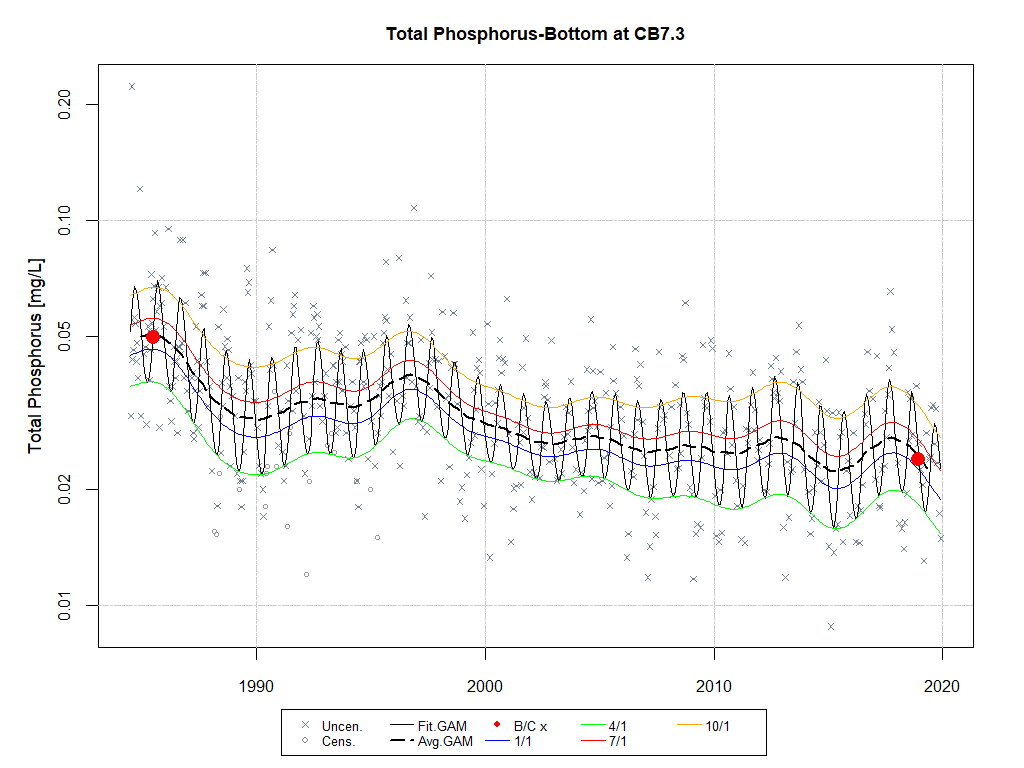 Total Phosphorus-Bottom at CB7.3
Total Phosphorus [mg/L]
0.20
0.10
0.05
0.02
0.01
1990 2000 2010 2020
Uncen. Fit.GAM B/C x 4/1 10/1
Cens. Avg.GAM 1/1 7/1